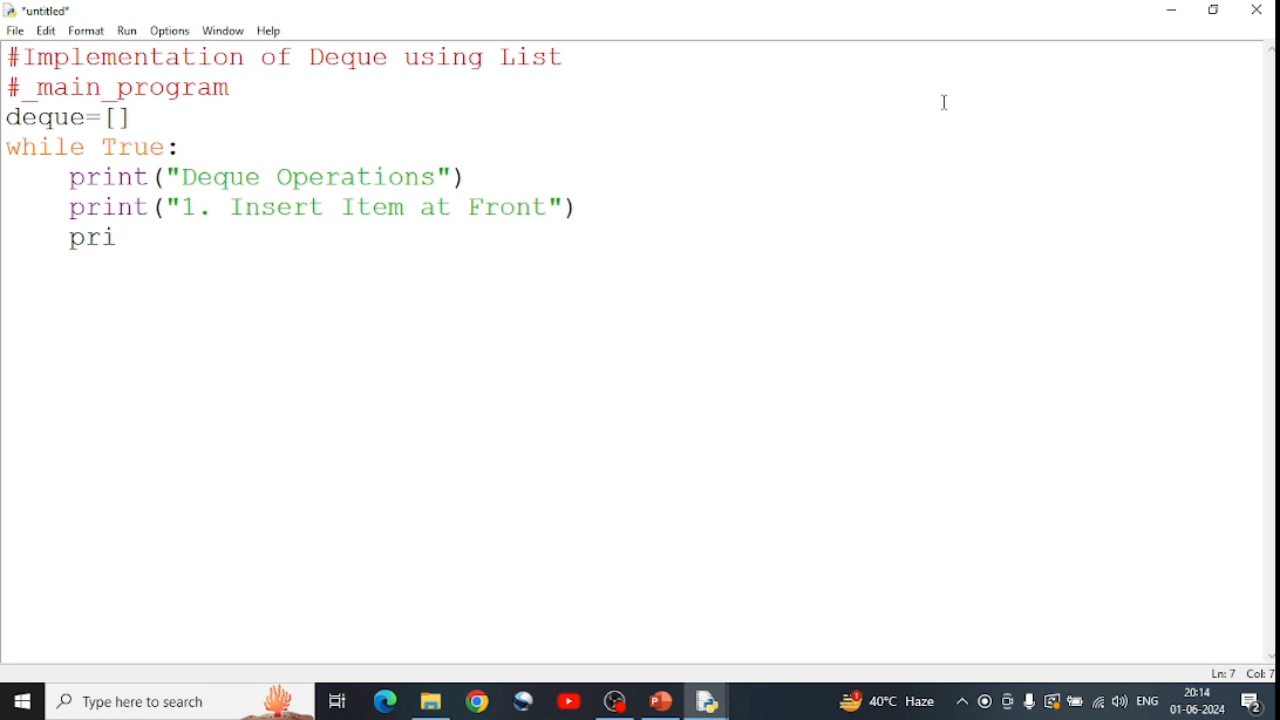 *untitled*
File Edit Format Run Options Window Help
#Implementation of Deque using List
#_main_program
deque=[]
while True:
    print("Deque Operations")
    print("1. Insert Item at Front")
    pri
Ln: 7 Col: 7
Type here to search
1
40°C Haze
ENG
20:14
01-06-2024
2